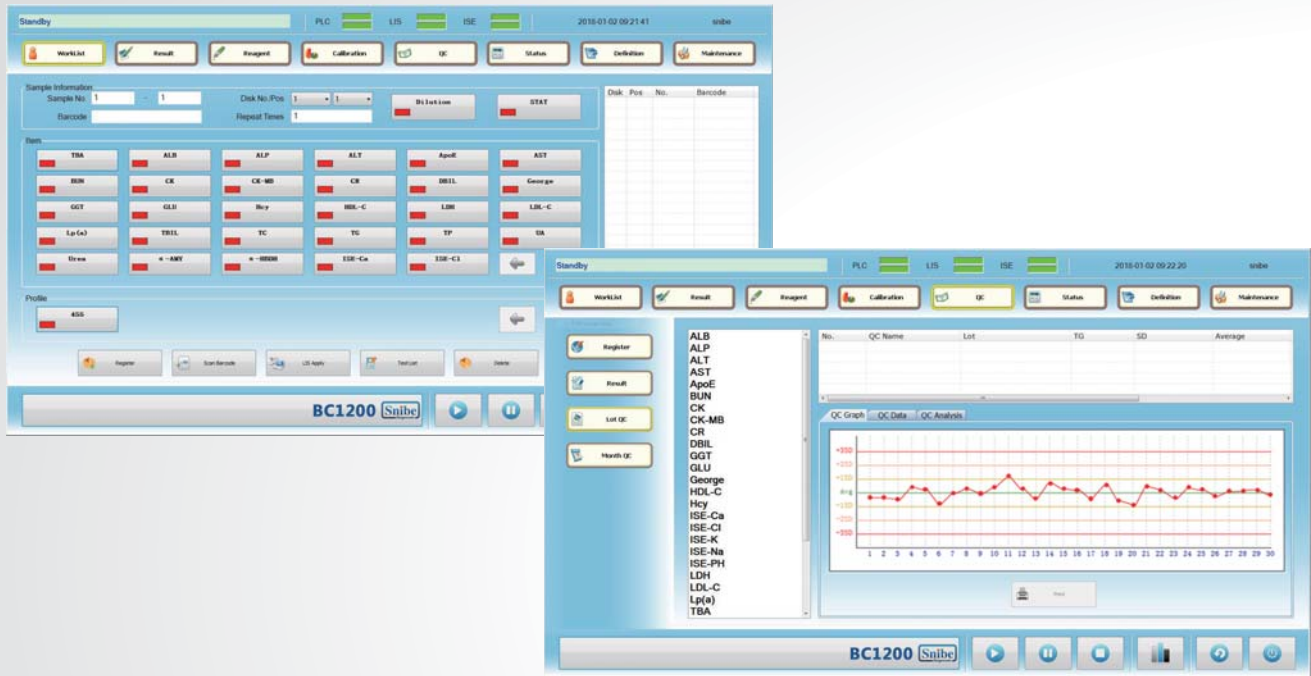 Standby PLC LIS ISE 2018-01-02 09:21:41 snibe
WorkList Result Reagent Calibration QC Status Definition Maintenance
Sample Information
Sample No 1 - 1 Disk No./Pos 1 1 Dilution STAT
Barcode Repeat Times 1
Disk Pos No. Barcode
Item
TBA ALB ALP ALT ApoE AST
BUN CK CK-MB CR DBIL George
GGT GLU Hcy HDL-C LDH LDL-C
Lp(a) TBIL TC TG TP UA
Urea α-AMY α-HBDH ISE-Ca ISE-Cl
Profile
Register Scan Barcode LIS Apply Test List Delete
BC1200 Snibe
Standby PLC LIS ISE 2018-01-02 09:22:20 snibe
WorkList Result Reagent Calibration QC Status Definition Maintenance
Register
Result
Lot QC
Month QC
ALB
ALP
ALT
AST
ApoE
BUN
CK
CK-MB
CR
DBIL
GGT
GLU
George
HDL-C
Hcy
ISE-Ca
ISE-Cl
ISE-K
ISE-Na
ISE-PH
LDH
LDL-C
Lp(a)
TBA
No. QC Name Lot TG SD Average
QC Graph QC Data QC Analysis
+3SD
+2SD
+1SD
-1SD
-2SD
-3SD
1 2 3 4 5 6 7 8 9 10 11 12 13 14 15 16 17 18 19 20 21 22 23 24 25 26 27 28 29 30
Print
BC1200 Snibe